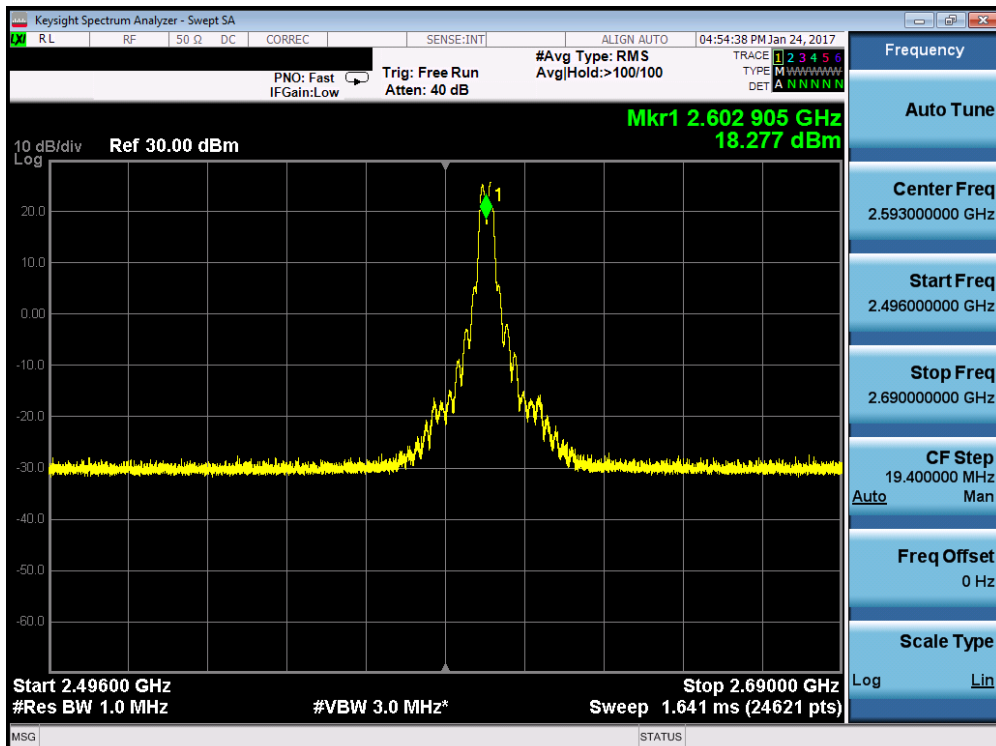 Keysight Spectrum Analyzer - Swept SA
LXI RL RF 50 Ω DC CORREC SENSE:INT ALIGN AUTO 04:54:38 PM Jan 24, 2017
PNO: Fast
IFGain:Low
Trig: Free Run
Atten: 40 dB
#Avg Type: RMS
Avg|Hold:>100/100
TRACE 1 2 3 4 5 6
TYPE M W W W W W
DET A N N N N N
Mkr1 2.602 905 GHz
18.277 dBm
10 dB/div
Log
Ref 30.00 dBm
1
20.0
10.0
0.00
-10.0
-20.0
-30.0
-40.0
-50.0
-60.0
Start 2.49600 GHz
Stop 2.69000 GHz
#Res BW 1.0 MHz
#VBW 3.0 MHz*
Sweep 1.641 ms (24621 pts)
MSG
STATUS
Frequency
Auto Tune
Center Freq
2.593000000 GHz
Start Freq
2.496000000 GHz
Stop Freq
2.690000000 GHz
CF Step
19.400000 MHz
Auto Man
Freq Offset
0 Hz
Scale Type
Log Lin